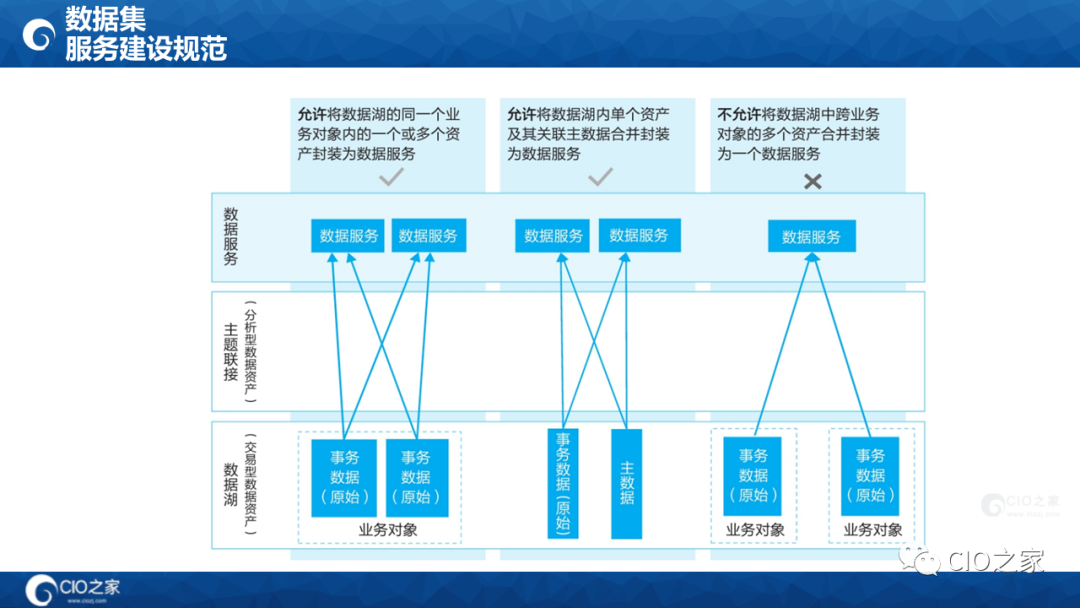 数据集
服务建设规范
允许将数据湖的同一个业
务对象内的一个或多个资
产封装为数据服务
允许将数据湖内单个资产
及其关联主数据合并封装
为数据服务
不允许将数据湖中跨业务
对象的多个资产合并封装
为一个数据服务
数据服务
数据服务
数据服务
数据服务
数据服务
数据服务
主题联接
(分析型数据资产)
数据湖
(交易型数据资产)
事务
数据
(原始)
事务
数据
(原始)
业务对象
事务数据(原始)
主数据
事务
数据
(原始)
业务对象
事务
数据
(原始)
业务对象
CIO之家
www.ciozj.com
CIO之家
CIO之家
www.ciozj.com